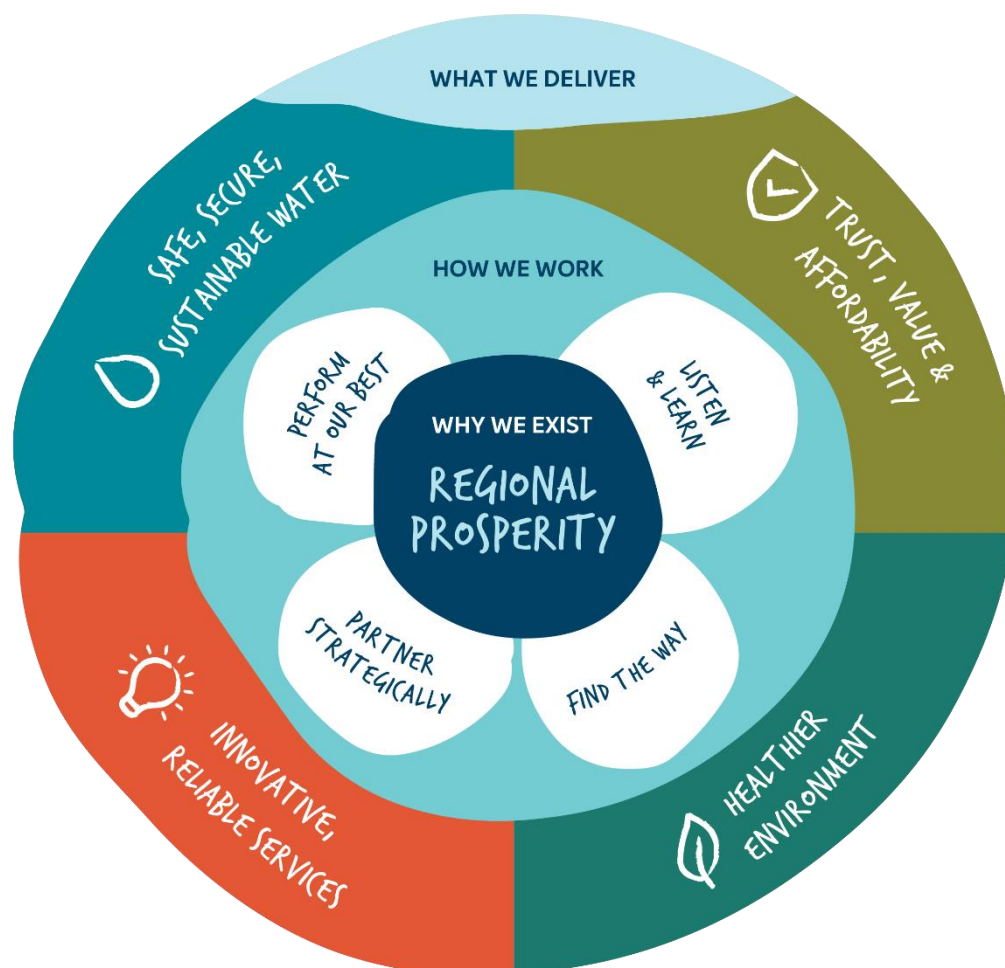 WHAT WE DELIVER
SAFE, SECURE,
SUSTAINABLE WATER
TRUST, VALUE &
AFFORDABILITY
HOW WE WORK
PERFORM
AT OUR BEST
LISTEN
& LEARN
WHY WE EXIST
REGIONAL
PROSPERITY
PARTNER
STRATEGICALLY
FIND THE WAY
INNOVATIVE,
RELIABLE SERVICES
HEALTHIER
ENVIRONMENT